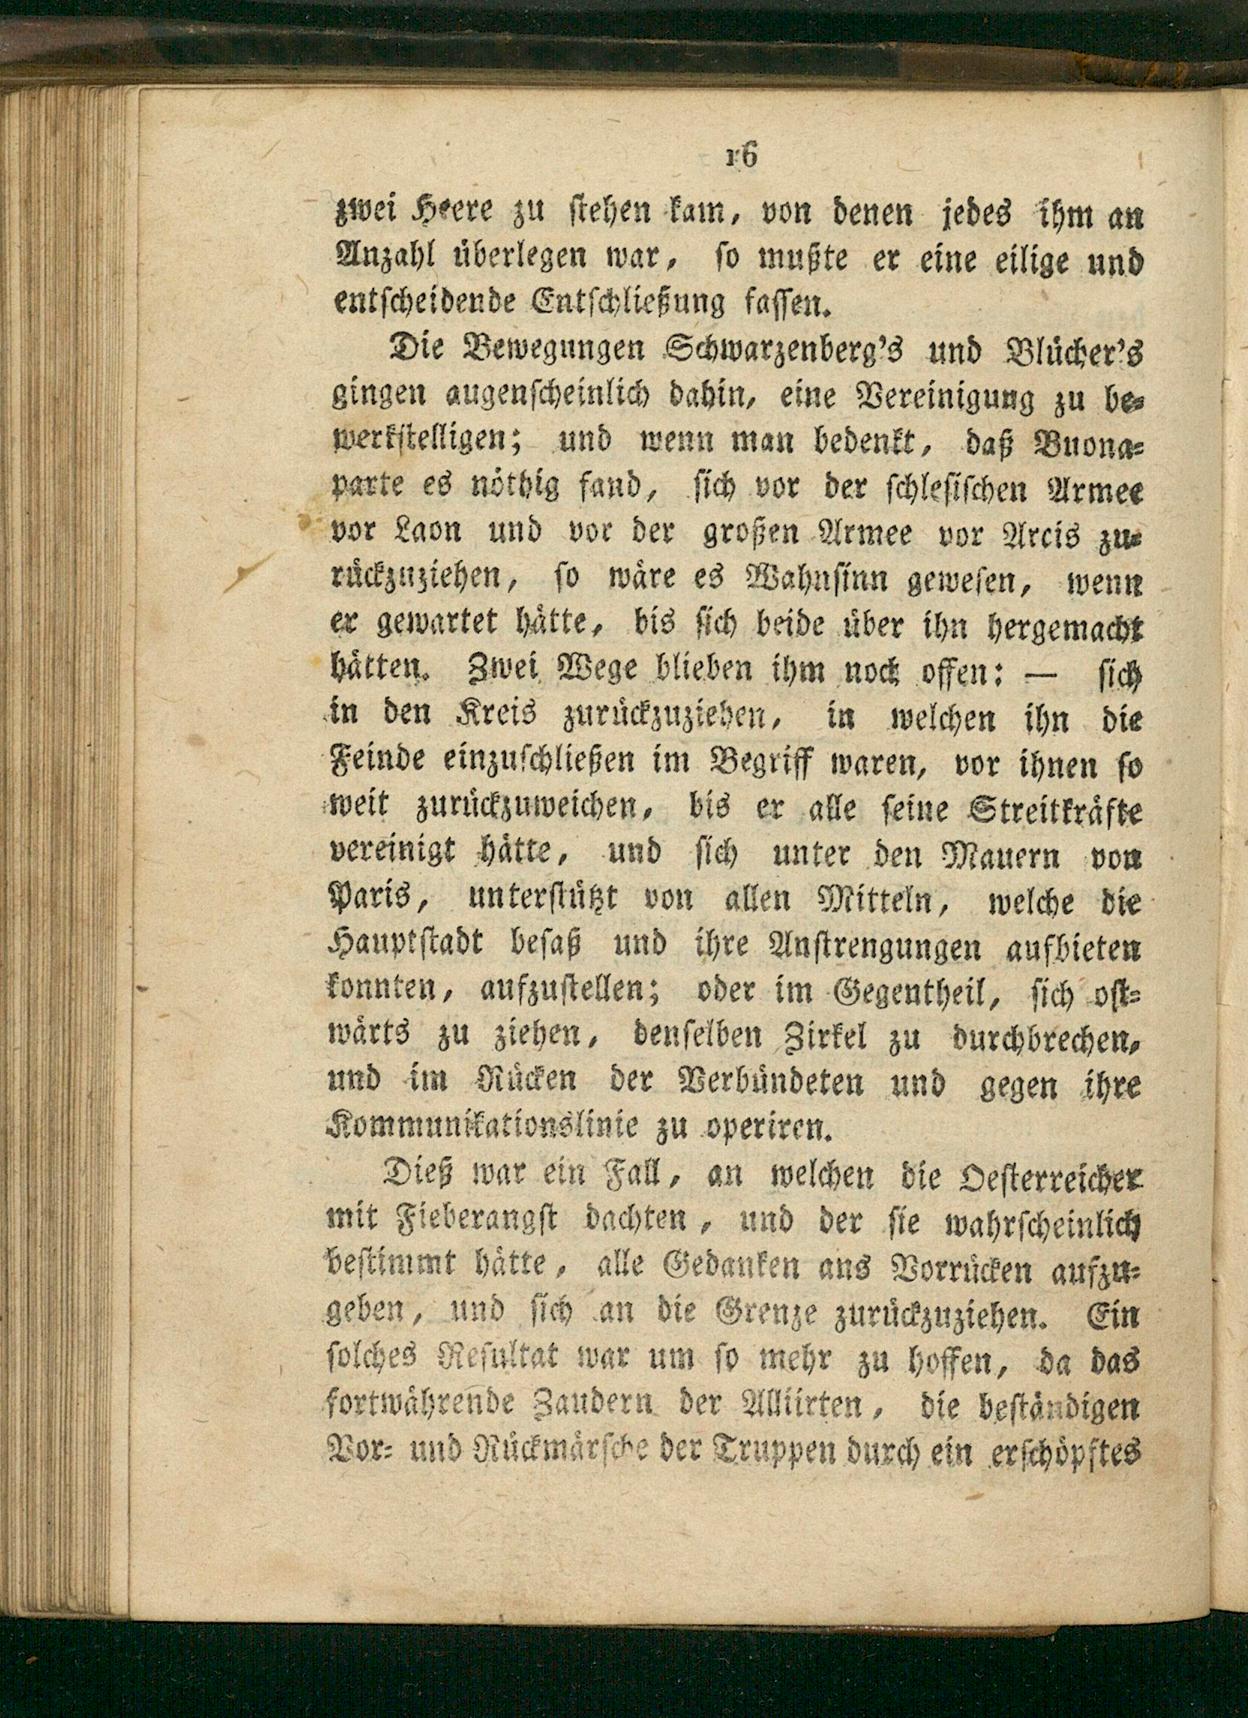 16
zwei Heere zu stehen kam, von denen jedes ihm an
Anzahl überlegen war, so mußte er eine eilige und
entscheidende Entschließung fassen.
Die Bewegungen Schwarzenberg's und Blücher's
gingen augenscheinlich dahin, eine Vereinigung zu be-
werkstelligen; und wenn man bedenkt, daß Buona-
parte es nöthig fand, sich vor der schlesischen Armee
vor Laon und vor der großen Armee vor Arcis zu-
rückzuziehen, so wäre es Wahnsinn gewesen, wenn
er gewartet hätte, bis sich beide über ihn hergemacht
hätten. Zwei Wege blieben ihm noch offen: — sich
in den Kreis zurückzuziehen, in welchen ihn die
Feinde einzuschließen im Begriff waren, vor ihnen so
weit zurückzuweichen, bis er alle seine Streitkräfte
vereinigt hätte, und sich unter den Mauern von
Paris, unterstützt von allen Mitteln, welche die
Hauptstadt besaß und ihre Anstrengungen aufbieten
konnten, aufzustellen; oder im Gegentheil, sich ost-
wärts zu ziehen, denselben Zirkel zu durchbrechen,
und im Rücken der Verbündeten und gegen ihre
Kommunikationslinie zu operiren.
Dieß war ein Fall, an welchen die Oesterreicher
mit Fieberangst dachten, und der sie wahrscheinlich
bestimmt hätte, alle Gedanken ans Vorrücken aufzu-
geben, und sich an die Grenze zurückzuziehen. Ein
solches Resultat war um so mehr zu hoffen, da das
fortwährende Zaudern der Alliirten, die beständigen
Vor- und Rückmärsche der Truppen durch ein erschöpftes